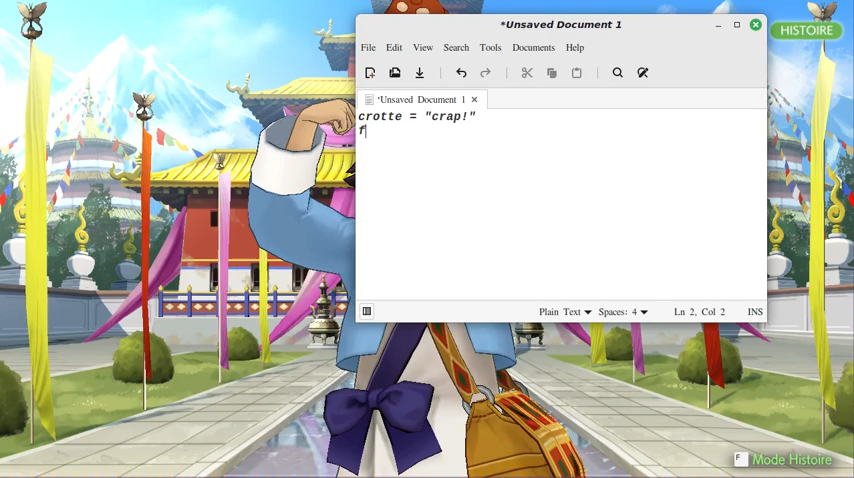 *Unsaved Document 1
HISTOIRE
File Edit View Search Tools Documents Help
*Unsaved Document 1
crotte = "crap!"
f
Plain Text Spaces: 4 Ln 2, Col 2 INS
F Mode Histoire